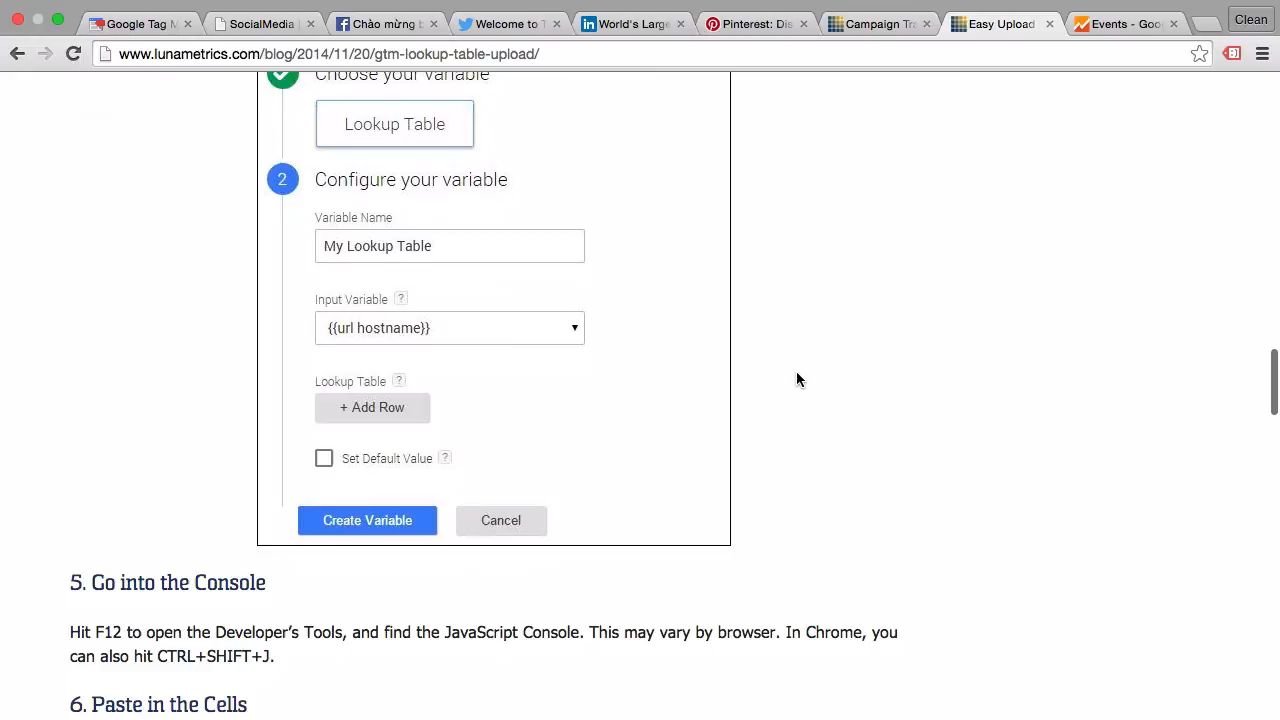 Google Tag M
SocialMedia
Chào mừng b
Welcome to T
World's Large
Pinterest: Dis
Campaign Tra
Easy Upload
Events - Goo
Clean
www.lunametrics.com/blog/2014/11/20/gtm-lookup-table-upload/
Choose your variable
Lookup Table
2 Configure your variable
Variable Name
My Lookup Table
Input Variable ?
{{url hostname}}
Lookup Table ?
+ Add Row
Set Default Value ?
Create Variable Cancel
5. Go into the Console
Hit F12 to open the Developer's Tools, and find the JavaScript Console. This may vary by browser. In Chrome, you
can also hit CTRL+SHIFT+J.
6. Paste in the Cells